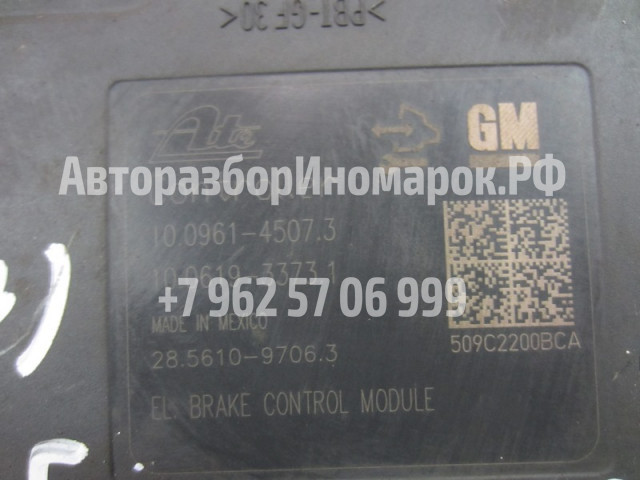 >PBT-GF30<
Ate
GM
АвторазборИномарок.РФ
10.0961-4507.3
10.0619-3373.1
+7 962 57 06 999
MADE IN MEXICO
28.5610-9706.3
509C2200BCA
EL. BRAKE CONTROL MODULE